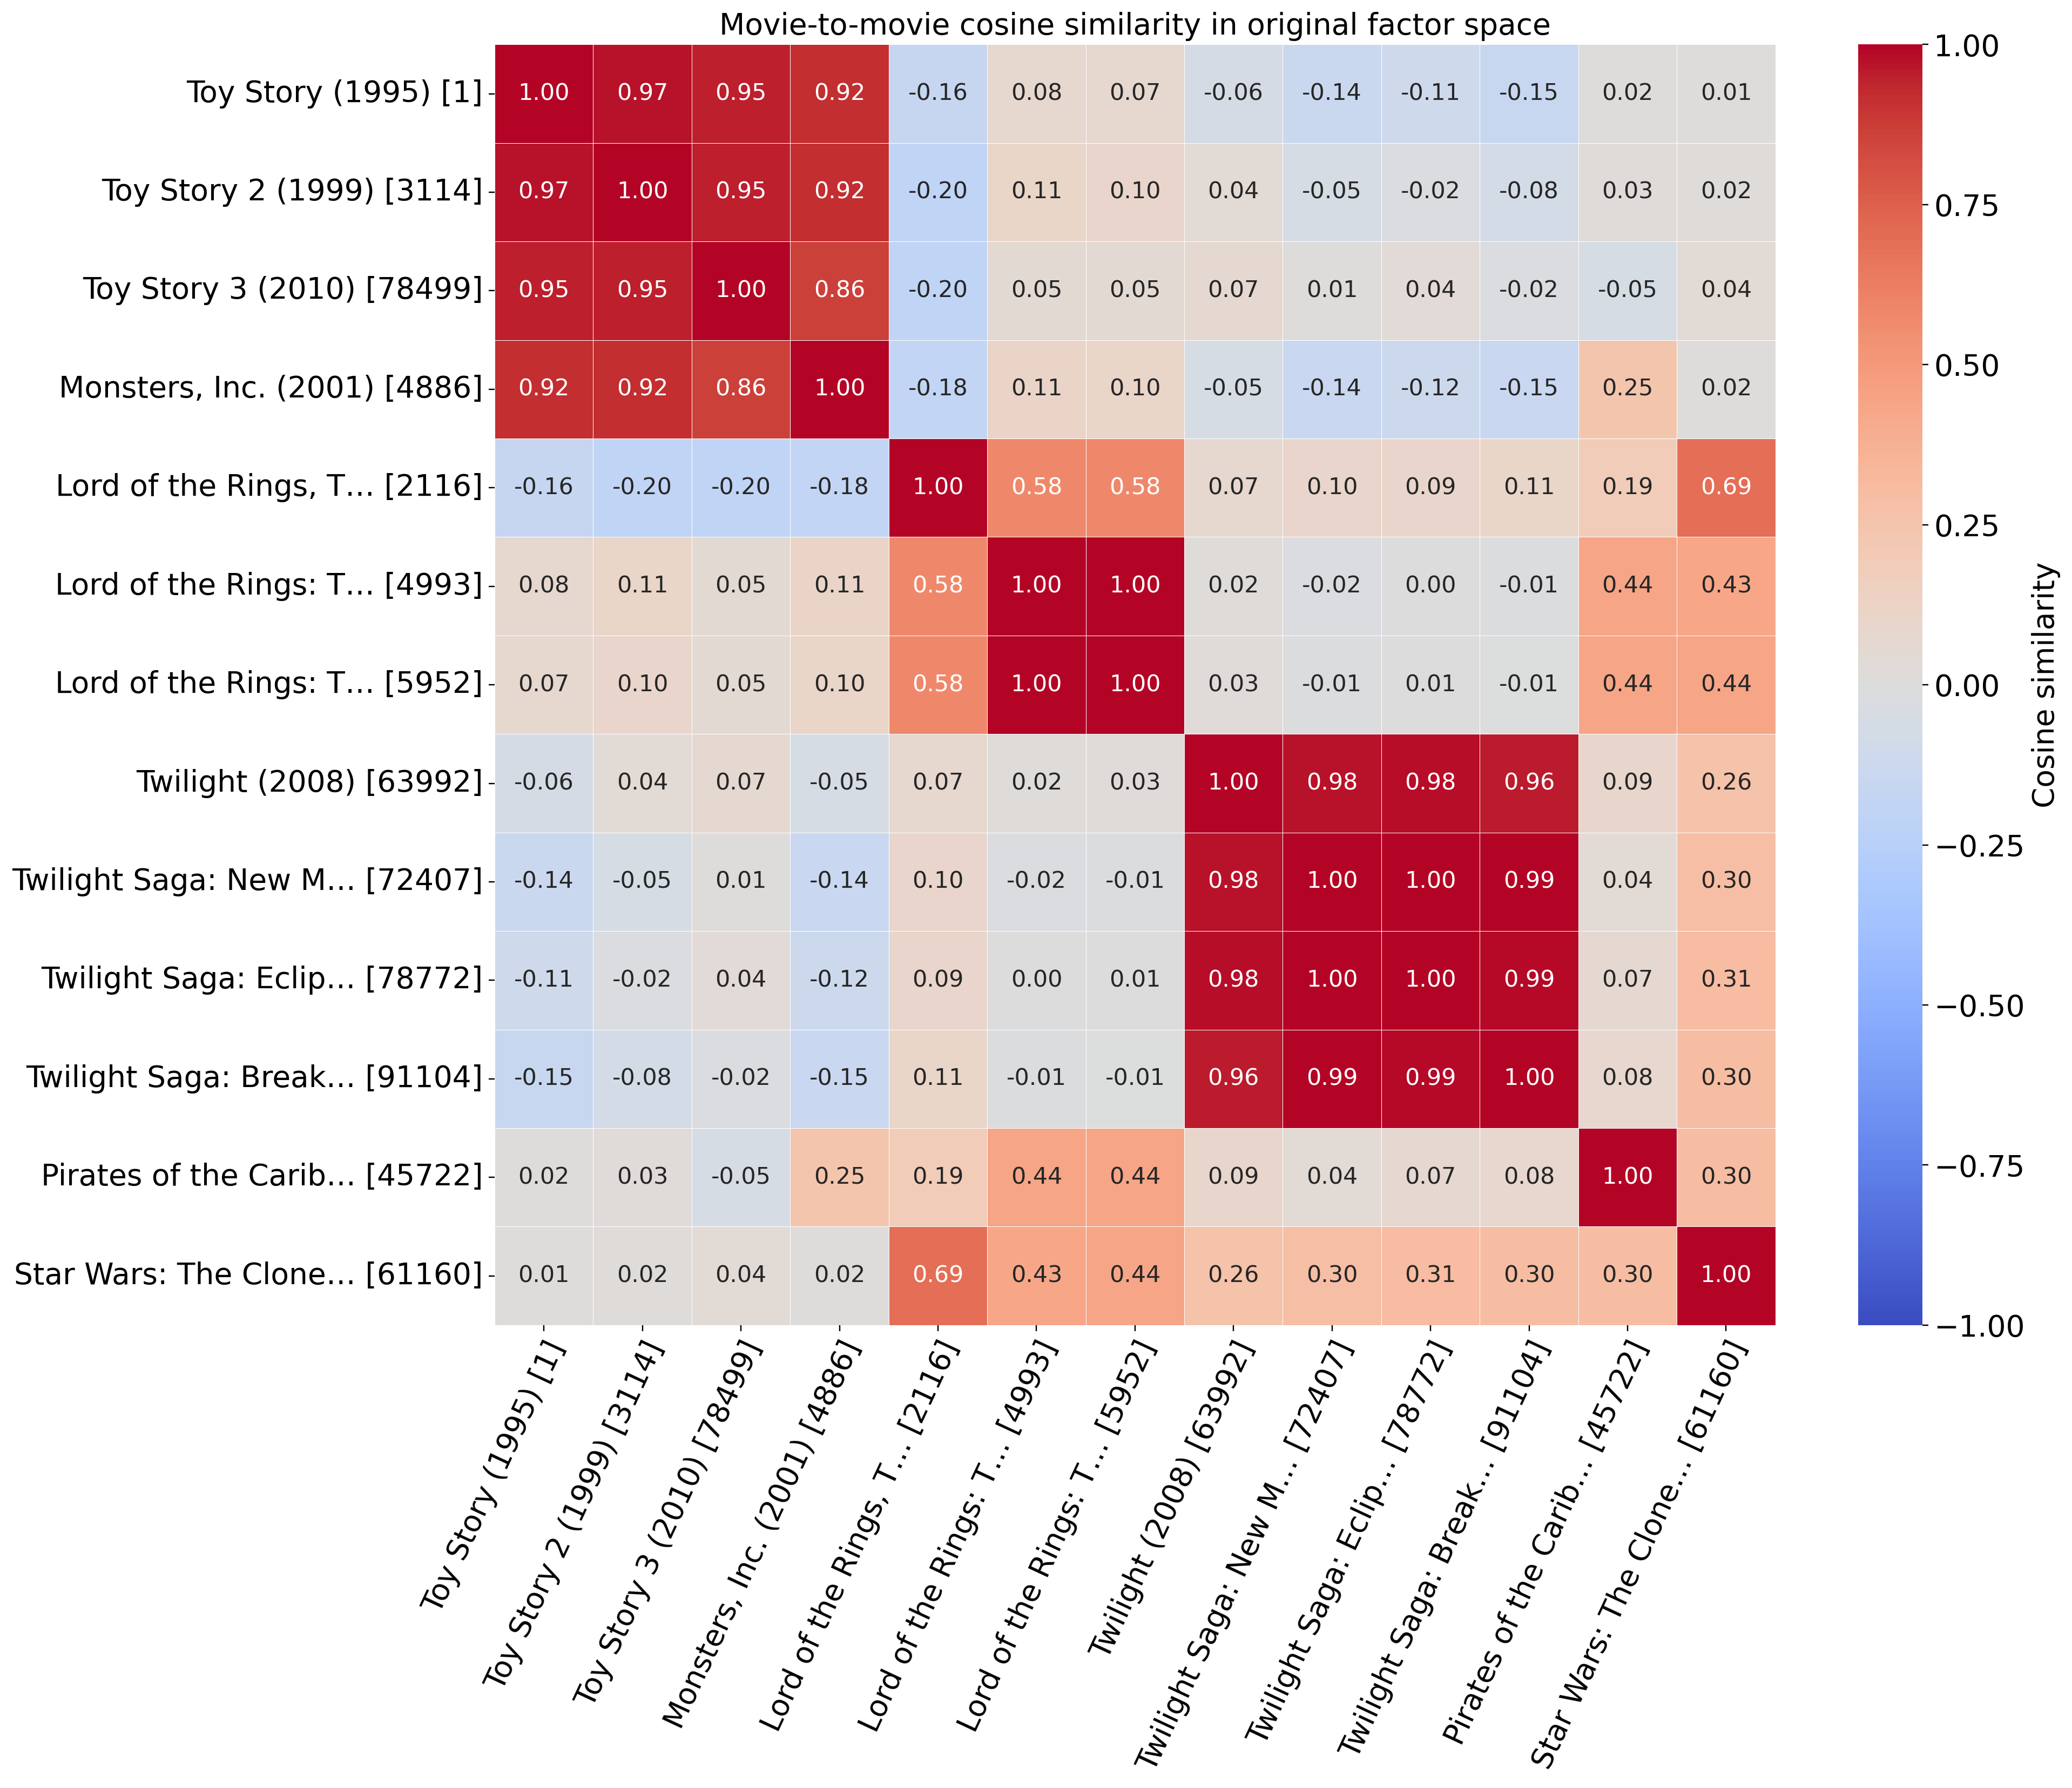 Movie-to-movie cosine similarity in original factor space
Toy Story (1995) [1] 1.00 0.97 0.95 0.92 -0.16 0.08 0.07 -0.06 -0.14 -0.11 -0.15 0.02 0.01
Toy Story 2 (1999) [3114] 0.97 1.00 0.95 0.92 -0.20 0.11 0.10 0.04 -0.05 -0.02 -0.08 0.03 0.02
Toy Story 3 (2010) [78499] 0.95 0.95 1.00 0.86 -0.20 0.05 0.05 0.07 0.01 0.04 -0.02 -0.05 0.04
Monsters, Inc. (2001) [4886] 0.92 0.92 0.86 1.00 -0.18 0.11 0.10 -0.05 -0.14 -0.12 -0.15 0.25 0.02
Lord of the Rings, T... [2116] -0.16 -0.20 -0.20 -0.18 1.00 0.58 0.58 0.07 0.10 0.09 0.11 0.19 0.69
Lord of the Rings: T... [4993] 0.08 0.11 0.05 0.11 0.58 1.00 1.00 0.02 -0.02 0.00 -0.01 0.44 0.43
Lord of the Rings: T... [5952] 0.07 0.10 0.05 0.10 0.58 1.00 1.00 0.03 -0.01 0.01 -0.01 0.44 0.44
Twilight (2008) [63992] -0.06 0.04 0.07 -0.05 0.07 0.02 0.03 1.00 0.98 0.98 0.96 0.09 0.26
Twilight Saga: New M... [72407] -0.14 -0.05 0.01 -0.14 0.10 -0.02 -0.01 0.98 1.00 1.00 0.99 0.04 0.30
Twilight Saga: Eclip... [78772] -0.11 -0.02 0.04 -0.12 0.09 0.00 0.01 0.98 1.00 1.00 0.99 0.07 0.31
Twilight Saga: Break... [91104] -0.15 -0.08 -0.02 -0.15 0.11 -0.01 -0.01 0.96 0.99 0.99 1.00 0.08 0.30
Pirates of the Carib... [45722] 0.02 0.03 -0.05 0.25 0.19 0.44 0.44 0.09 0.04 0.07 0.08 1.00 0.30
Star Wars: The Clone... [61160] 0.01 0.02 0.04 0.02 0.69 0.43 0.44 0.26 0.30 0.31 0.30 0.30 1.00
Toy Story (1995) [1]
Toy Story 2 (1999) [3114]
Toy Story 3 (2010) [78499]
Monsters, Inc. (2001) [4886]
Lord of the Rings, T... [2116]
Lord of the Rings: T... [4993]
Lord of the Rings: T... [5952]
Twilight (2008) [63992]
Twilight Saga: New M... [72407]
Twilight Saga: Eclip... [78772]
Twilight Saga: Break... [91104]
Pirates of the Carib... [45722]
Star Wars: The Clone... [61160]
1.00
0.75
0.50
0.25
0.00
−0.25
−0.50
−0.75
−1.00
Cosine similarity